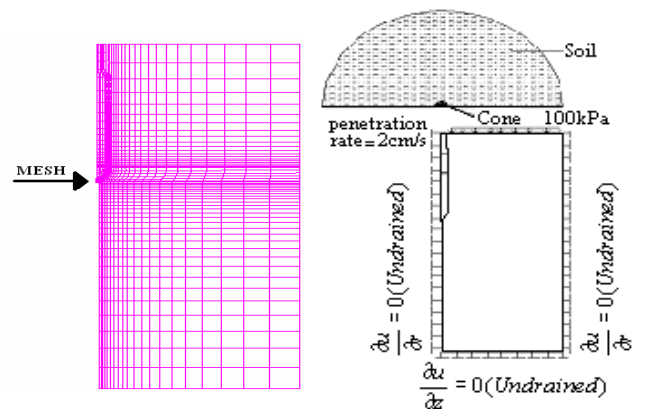 MESH
Soil
Cone
100kPa
penetration
rate=2cm/s
∂u/∂r = 0(Undrained)
∂u/∂r = 0(Undrained)
∂u/∂z = 0(Undrained)